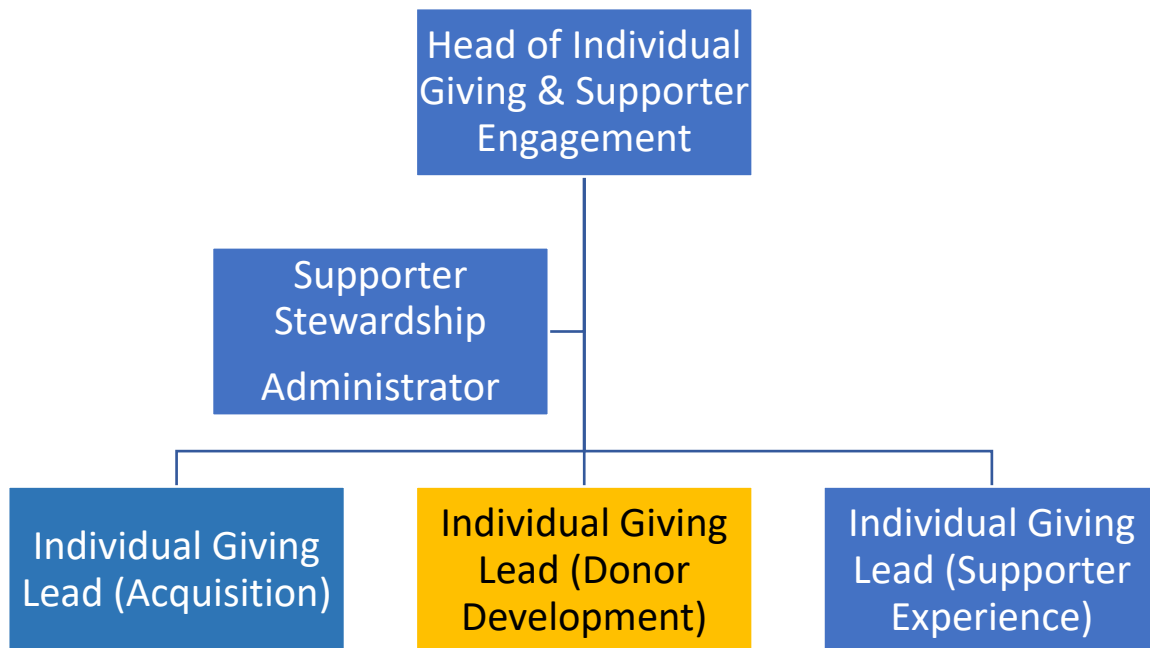 Head of Individual
Giving & Supporter
Engagement
Supporter
Stewardship
Administrator
Individual Giving
Lead (Acquisition)
Individual Giving
Lead (Donor
Development)
Individual Giving
Lead (Supporter
Experience)